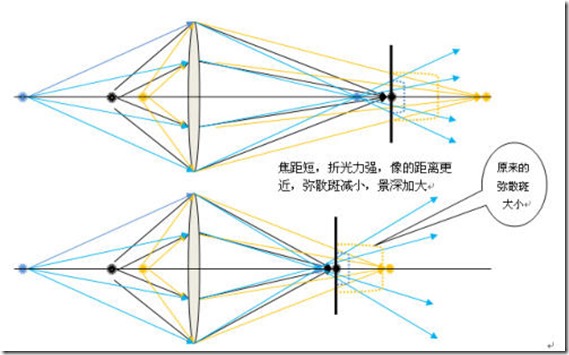 焦距短，折光力强，像的距离更
近，弥散斑减小，景深加大
原来的
弥散斑
大小